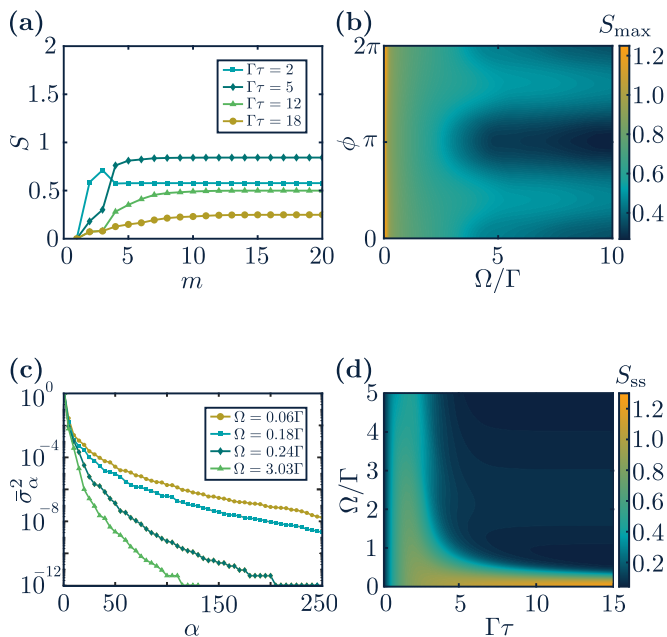 (a)
2
1.5
1
0.5
0
S
0 5 10 15 20
m
Γτ = 2
Γτ = 5
Γτ = 12
Γτ = 18
(b)
2π
π
0
ϕ
0 5 10
Ω/Γ
S_max
1.2
1.0
0.8
0.6
0.4
(c)
10^0
10^-4
10^-8
10^-12
σ̄²_α
0 50 150 250
α
Ω = 0.06Γ
Ω = 0.18Γ
Ω = 0.24Γ
Ω = 3.03Γ
(d)
5
4
3
2
1
0
Ω/Γ
0 5 10 15
Γτ
S_ss
1.2
1.0
0.8
0.6
0.4
0.2